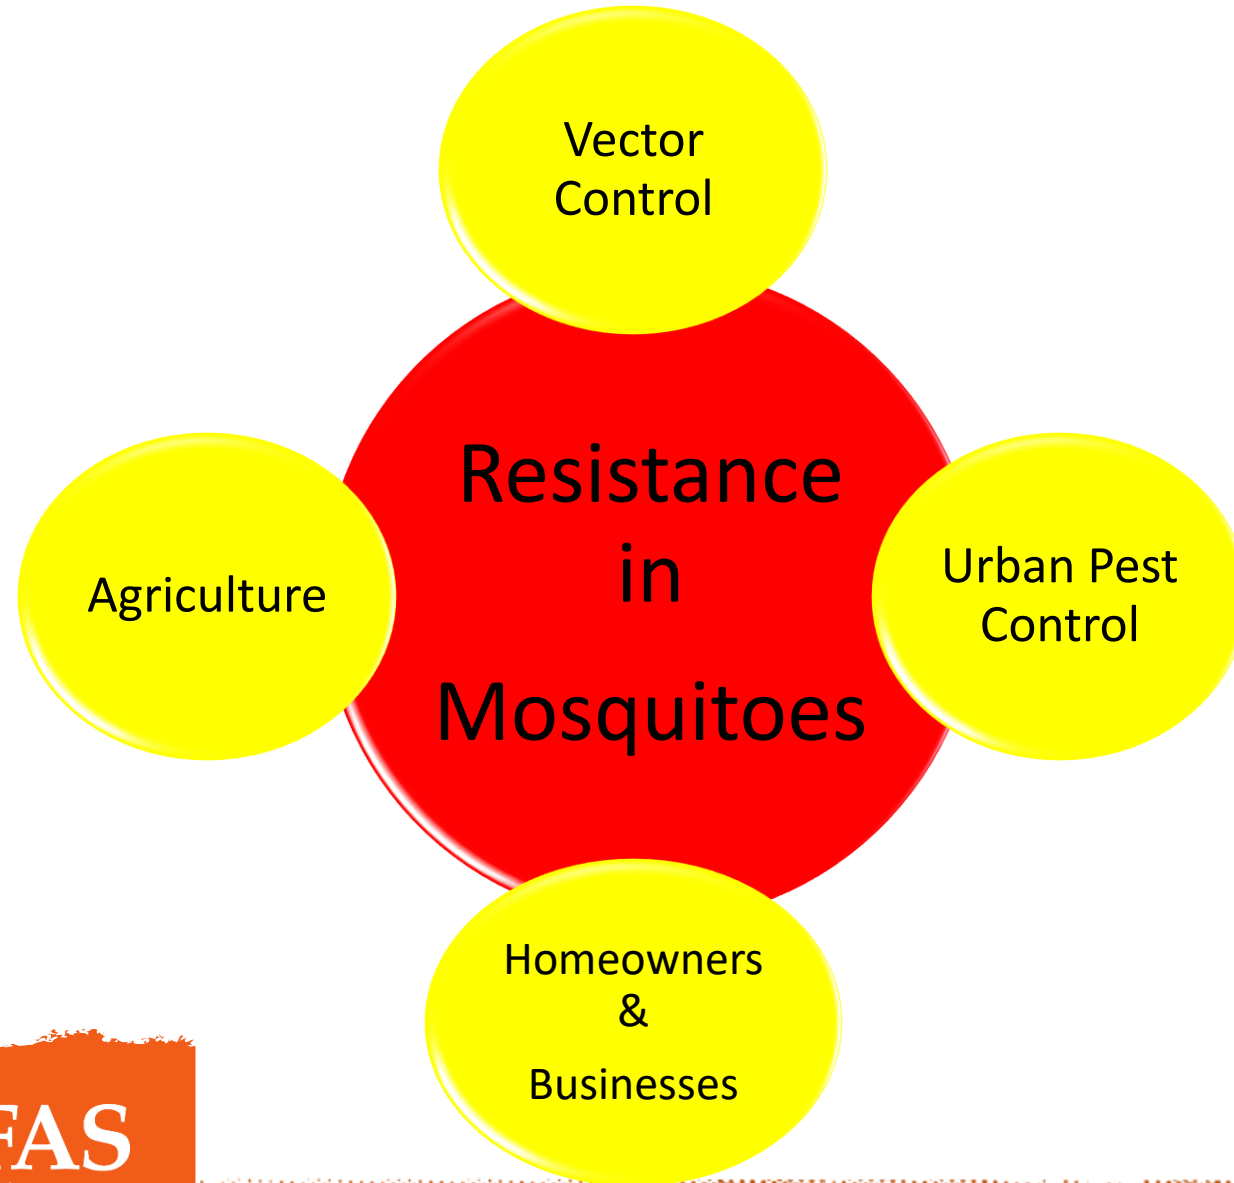 Vector
Control
Resistance
in
Mosquitoes
Agriculture
Urban Pest
Control
Homeowners
&
Businesses
FAS